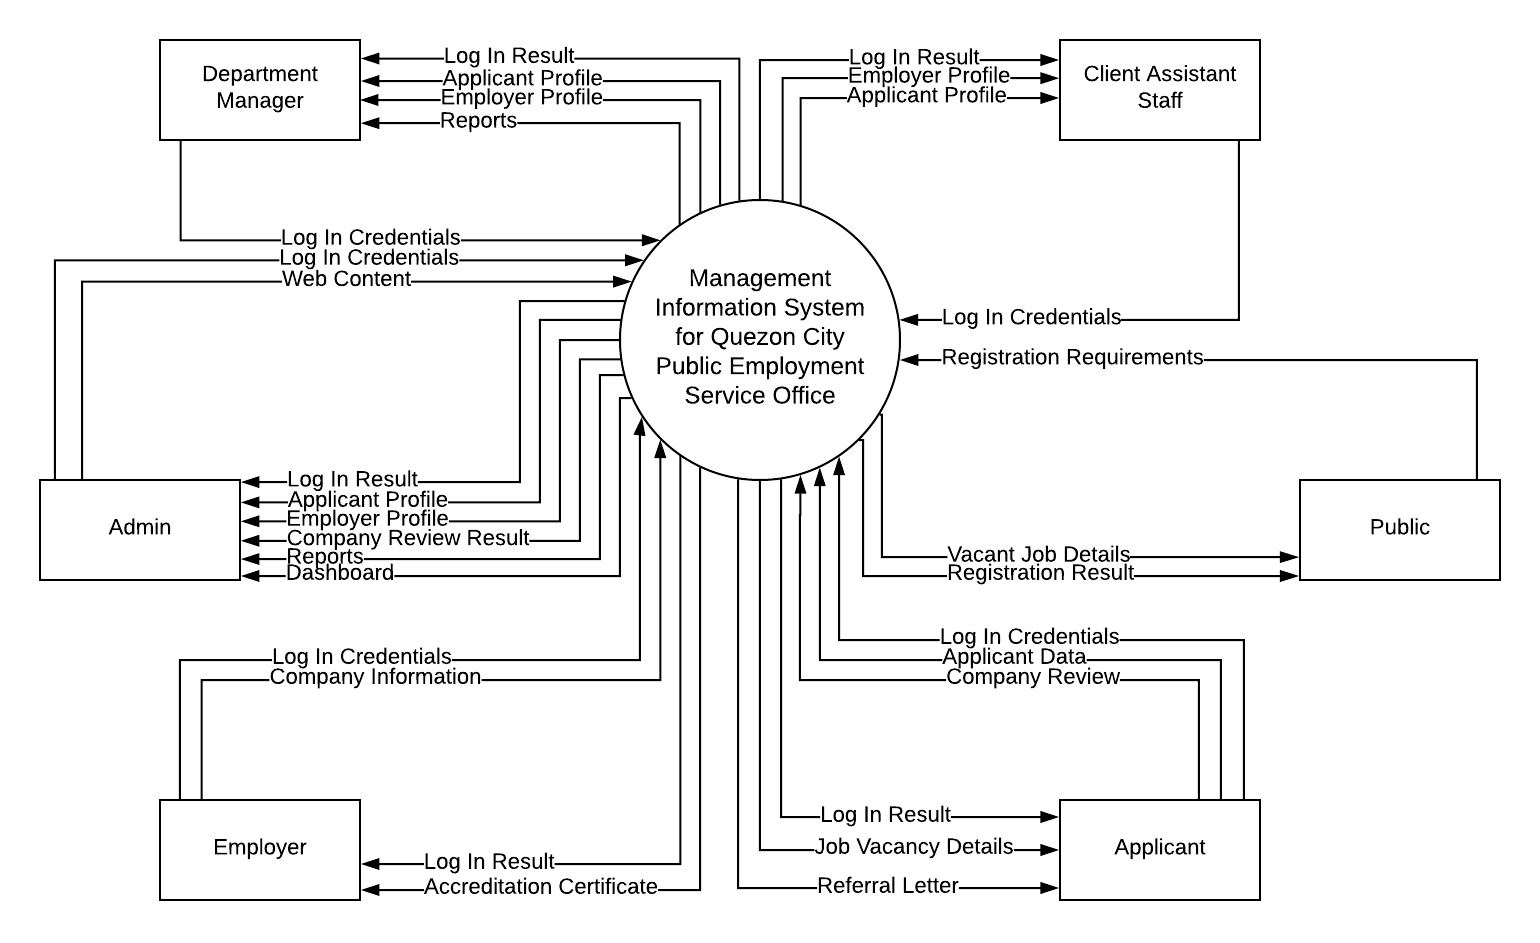 Department
Manager
Log In Result
Applicant Profile
Employer Profile
Reports
Log In Result
Employer Profile
Applicant Profile
Client Assistant
Staff
Log In Credentials
Log In Credentials
Web Content
Management
Information System
for Quezon City
Public Employment
Service Office
Log In Credentials
Registration Requirements
Admin
Log In Result
Applicant Profile
Employer Profile
Company Review Result
Reports
Dashboard
Vacant Job Details
Registration Result
Public
Log In Credentials
Company Information
Log In Credentials
Applicant Data
Company Review
Employer
Log In Result
Accreditation Certificate
Log In Result
Job Vacancy Details
Referral Letter
Applicant